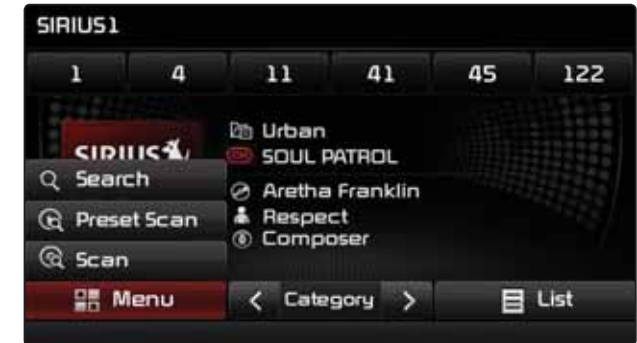 SIRIUS1
1 4 11 41 45 122
Urban
SIRIUS
SOUL PATROL
Search
Aretha Franklin
Preset Scan
Respect
Composer
Scan
Menu < Category > List